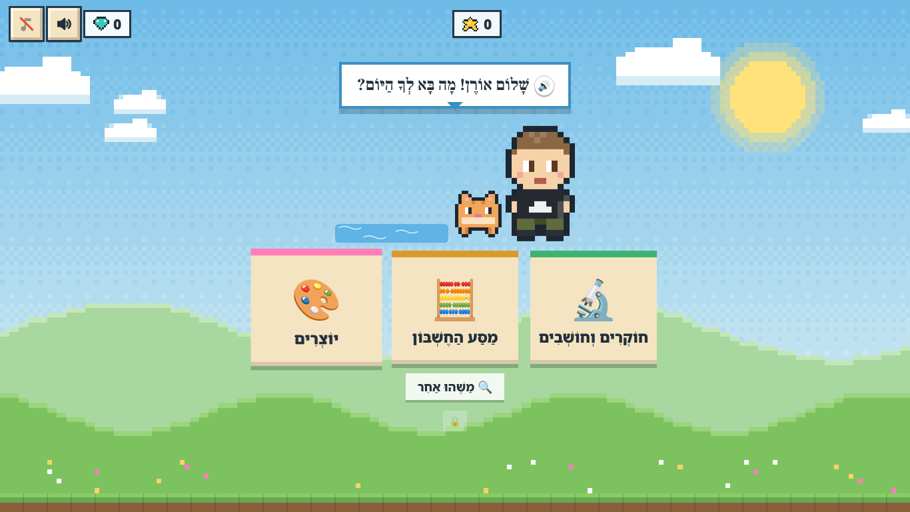 0
0
שָׁלוֹם אוֹרֶן! מָה בָּא לְךָ הַיּוֹם?
חוֹקְרִים וְחוֹשְׁבִים
מַסַּע הַחֶשְׁבּוֹן
יוֹצְרִים
מַשֶּׁהוּ אַחֵר